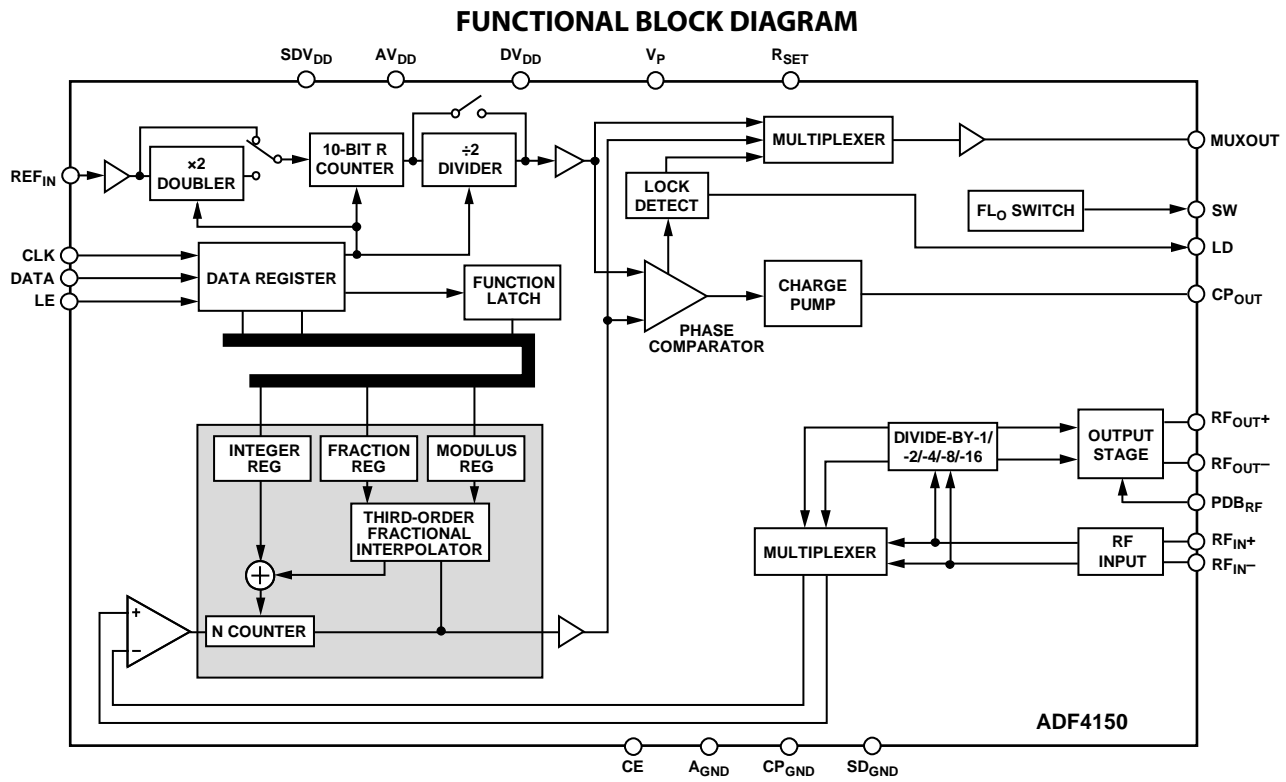 FUNCTIONAL BLOCK DIAGRAM
SDVDD
AVDD
DVDD
VP
RSET
REFIN
×2
DOUBLER
10-BIT R
COUNTER
÷2
DIVIDER
MULTIPLEXER
MUXOUT
LOCK
DETECT
FLO SWITCH
SW
LD
CLK
DATA
LE
DATA REGISTER
FUNCTION
LATCH
CHARGE
PUMP
CPOUT
PHASE
COMPARATOR
INTEGER
REG
FRACTION
REG
MODULUS
REG
THIRD-ORDER
FRACTIONAL
INTERPOLATOR
+
−
N COUNTER
DIVIDE-BY-1/
-2/-4/-8/-16
OUTPUT
STAGE
RFOUT+
RFOUT−
PDBRF
MULTIPLEXER
RF
INPUT
RFIN+
RFIN−
ADF4150
CE
AGND
CPGND
SDGND